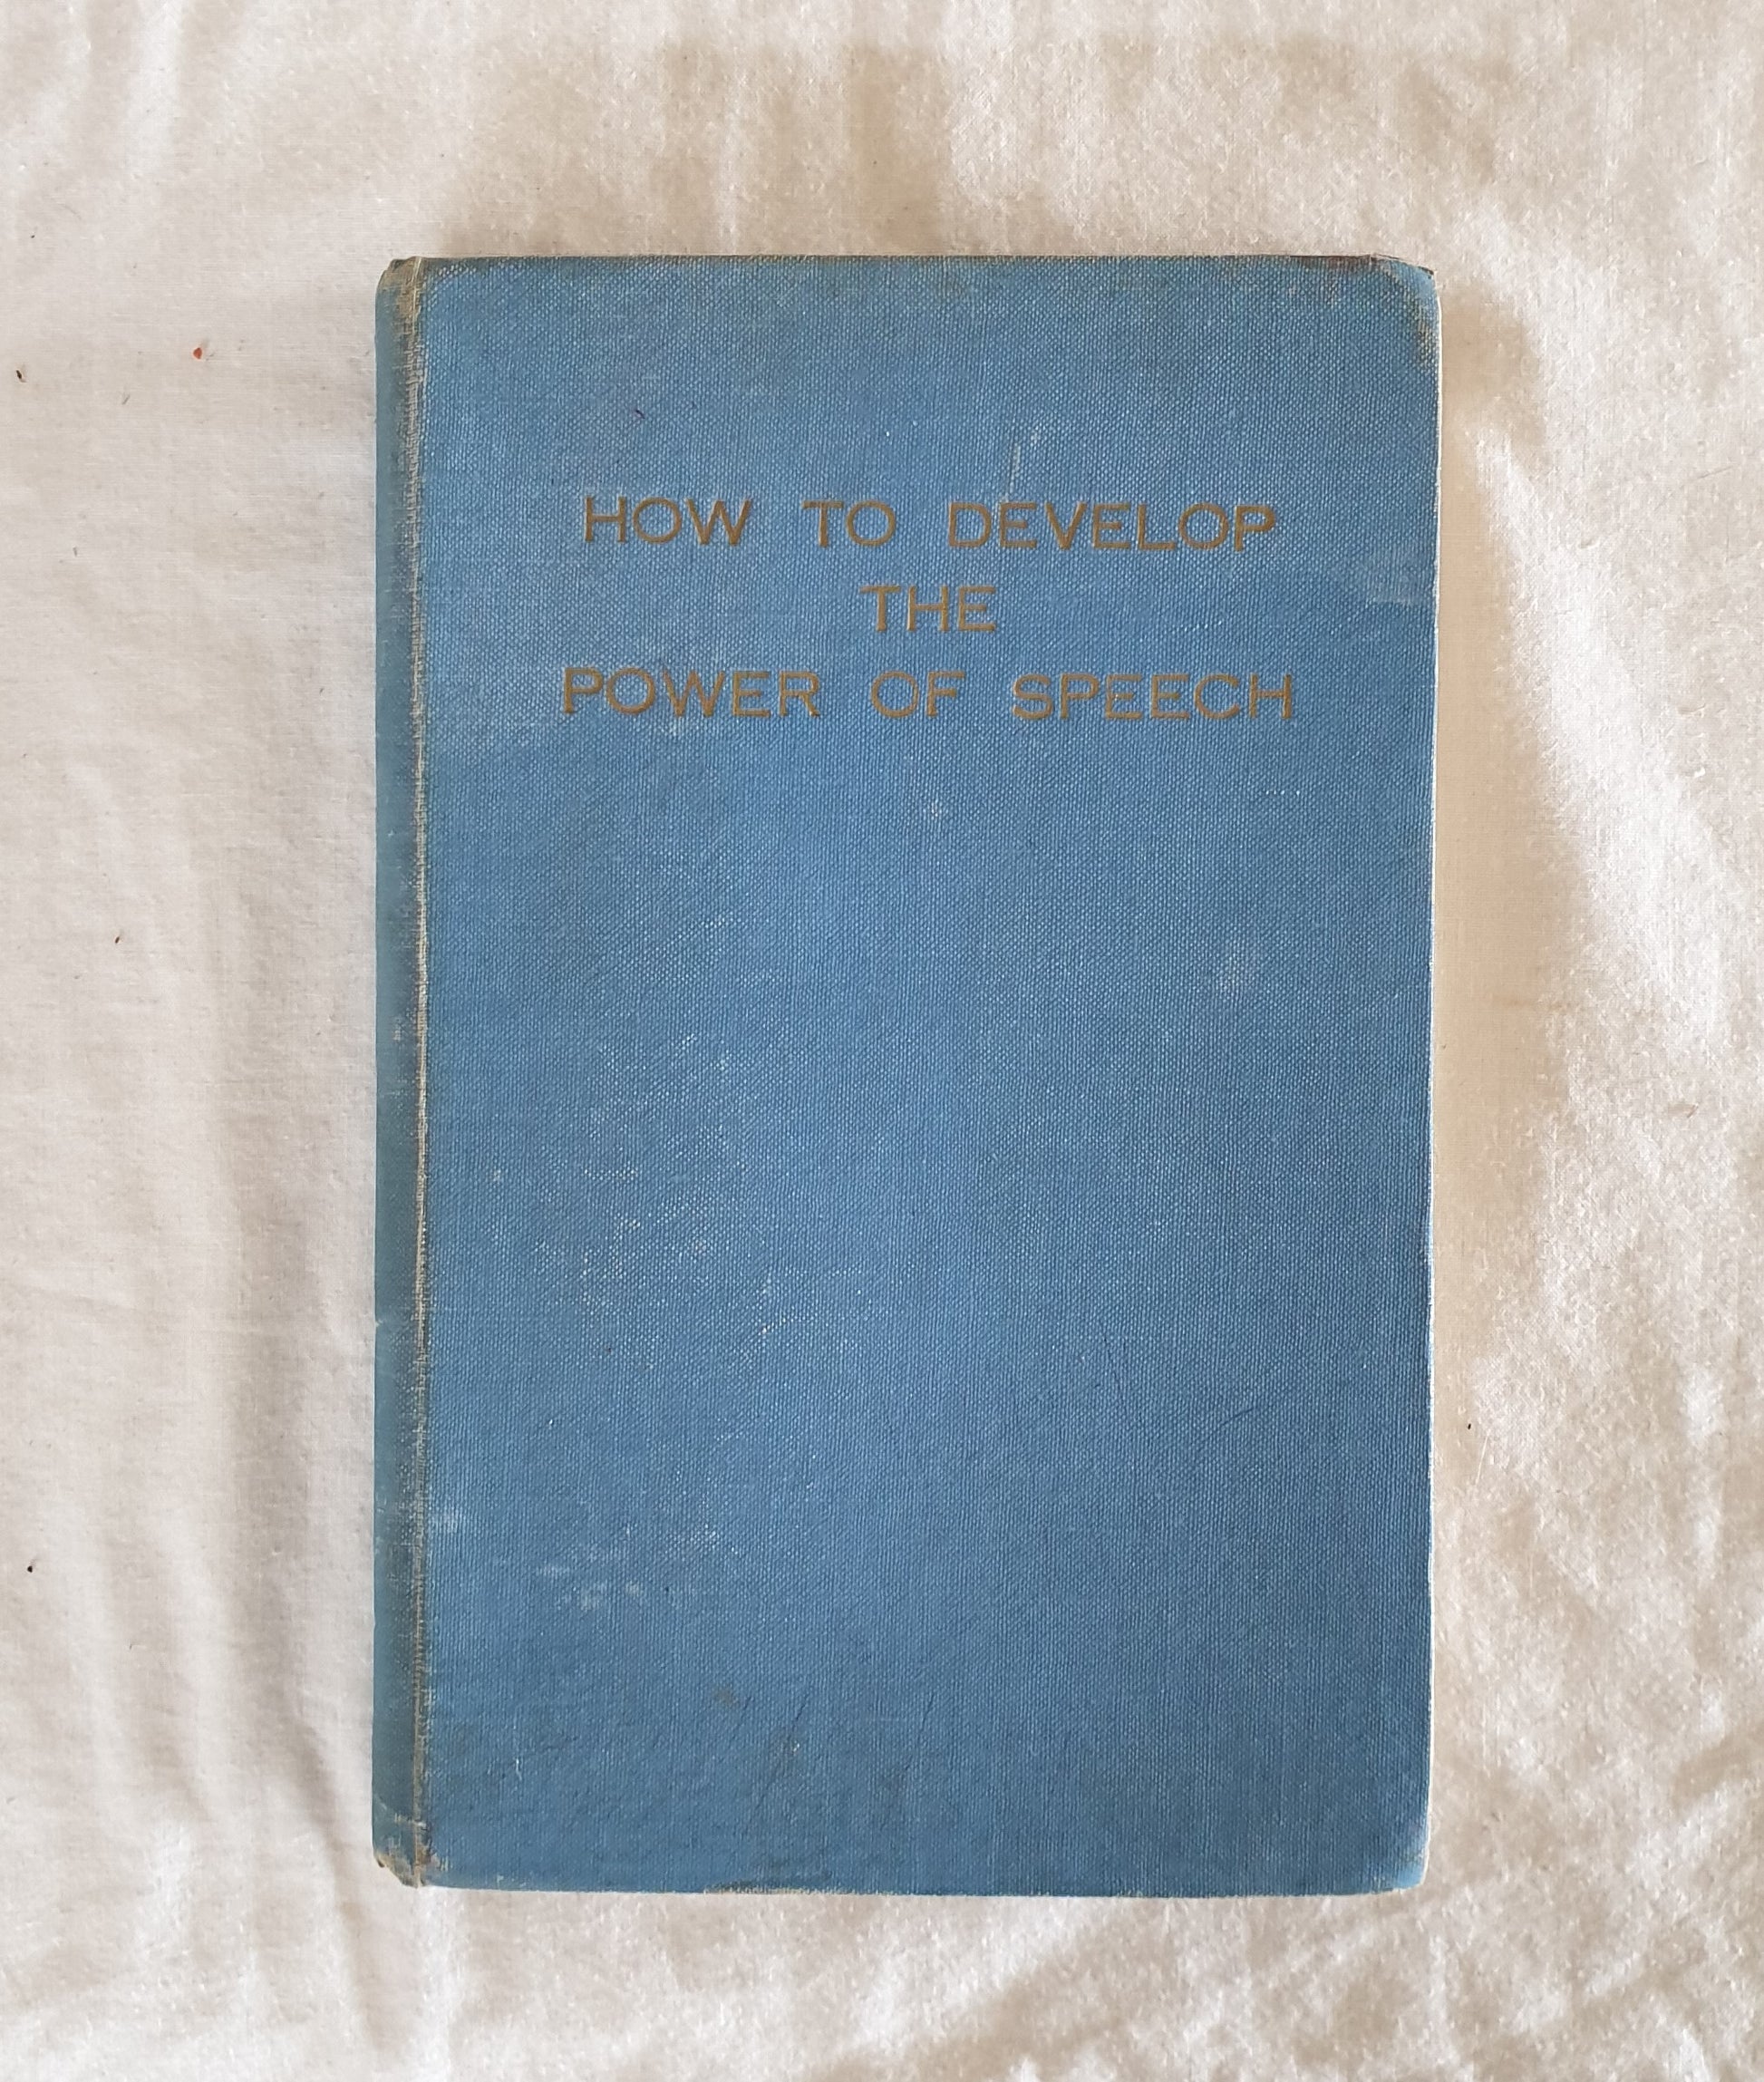 HOW TO DEVELOP
THE
POWER OF SPEECH